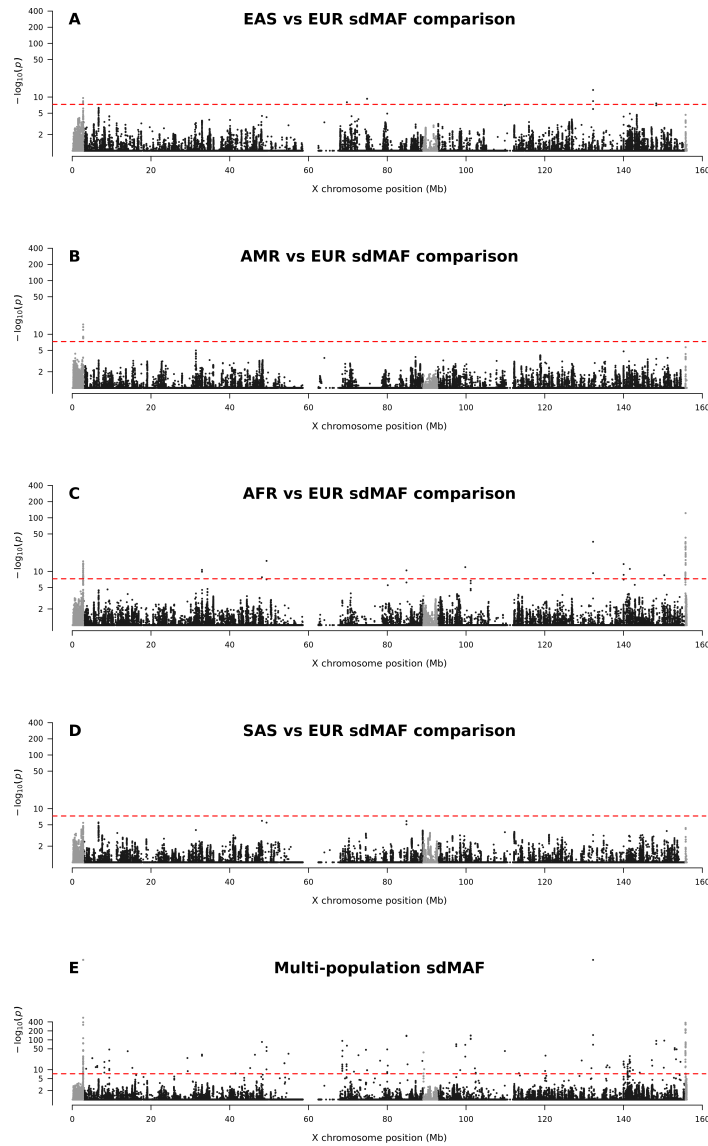 A EAS vs EUR sdMAF comparison
400
200
100
50
10
5
2
− log₁₀(p)
0 20 40 60 80 100 120 140 160
X chromosome position (Mb)
B AMR vs EUR sdMAF comparison
400
200
100
50
10
5
2
− log₁₀(p)
0 20 40 60 80 100 120 140 160
X chromosome position (Mb)
C AFR vs EUR sdMAF comparison
400
200
100
50
10
5
2
− log₁₀(p)
0 20 40 60 80 100 120 140 160
X chromosome position (Mb)
D SAS vs EUR sdMAF comparison
400
200
100
50
10
5
2
− log₁₀(p)
0 20 40 60 80 100 120 140 160
X chromosome position (Mb)
E Multi-population sdMAF
400
200
100
50
10
5
2
− log₁₀(p)
0 20 40 60 80 100 120 140 160
X chromosome position (Mb)